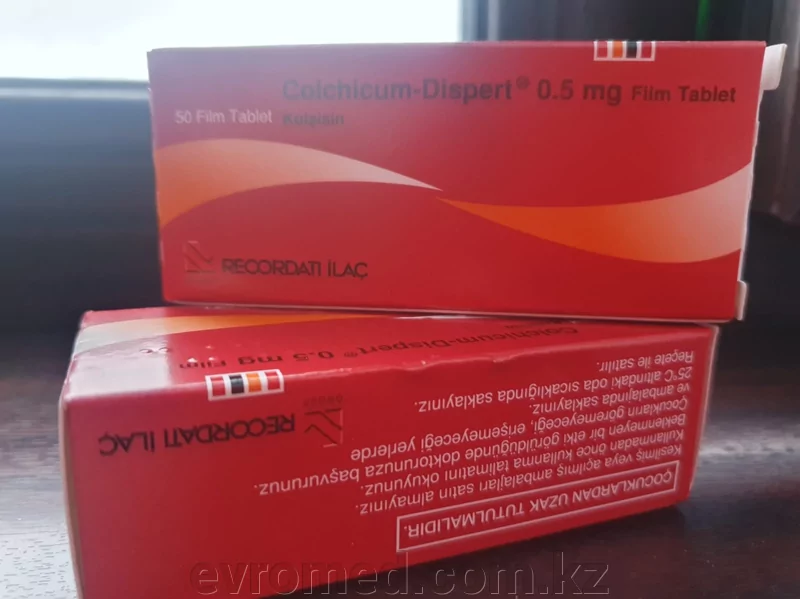 Colchicum-Dispert® 0.5 mg Film Tablet
50 Film Tablet Kolşisin
RECORDATI İLAÇ
Colchicum-Dispert® 0.5 mg Film
RECORDATI İLAÇ
ÇOCUKLARDAN UZAK TUTULMALIDIR.
Kesilmiş veya açılmış ambalajları satın almayınız.
Kullanmadan önce kullanma talimatını okuyunuz.
Beklenmeyen bir etki görüldüğünde doktorunuza başvurunuz.
Çocukların göremeyeceği, erişemeyeceği yerlerde
ve ambalajında saklayınız.
25°C altındaki oda sıcaklığında saklayınız.
Reçete ile satılır.
evromed.com.kz